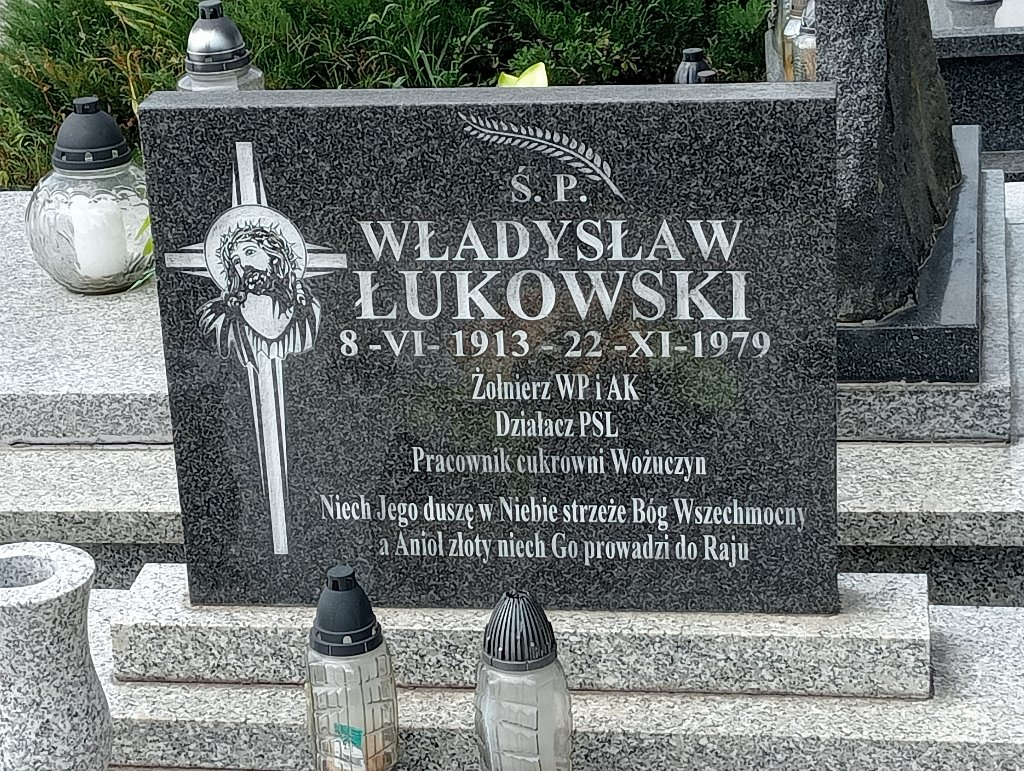 Ś. P.
WŁADYSŁAW
ŁUKOWSKI
8 -VI- 1913 - 22 -XI-1979
Żołnierz WP i AK
Działacz PSL
Pracownik cukrowni Wożuczyn
Niech Jego duszę w Niebie strzeże Bóg Wszechmocny
a Anioł złoty niech Go prowadzi do Raju